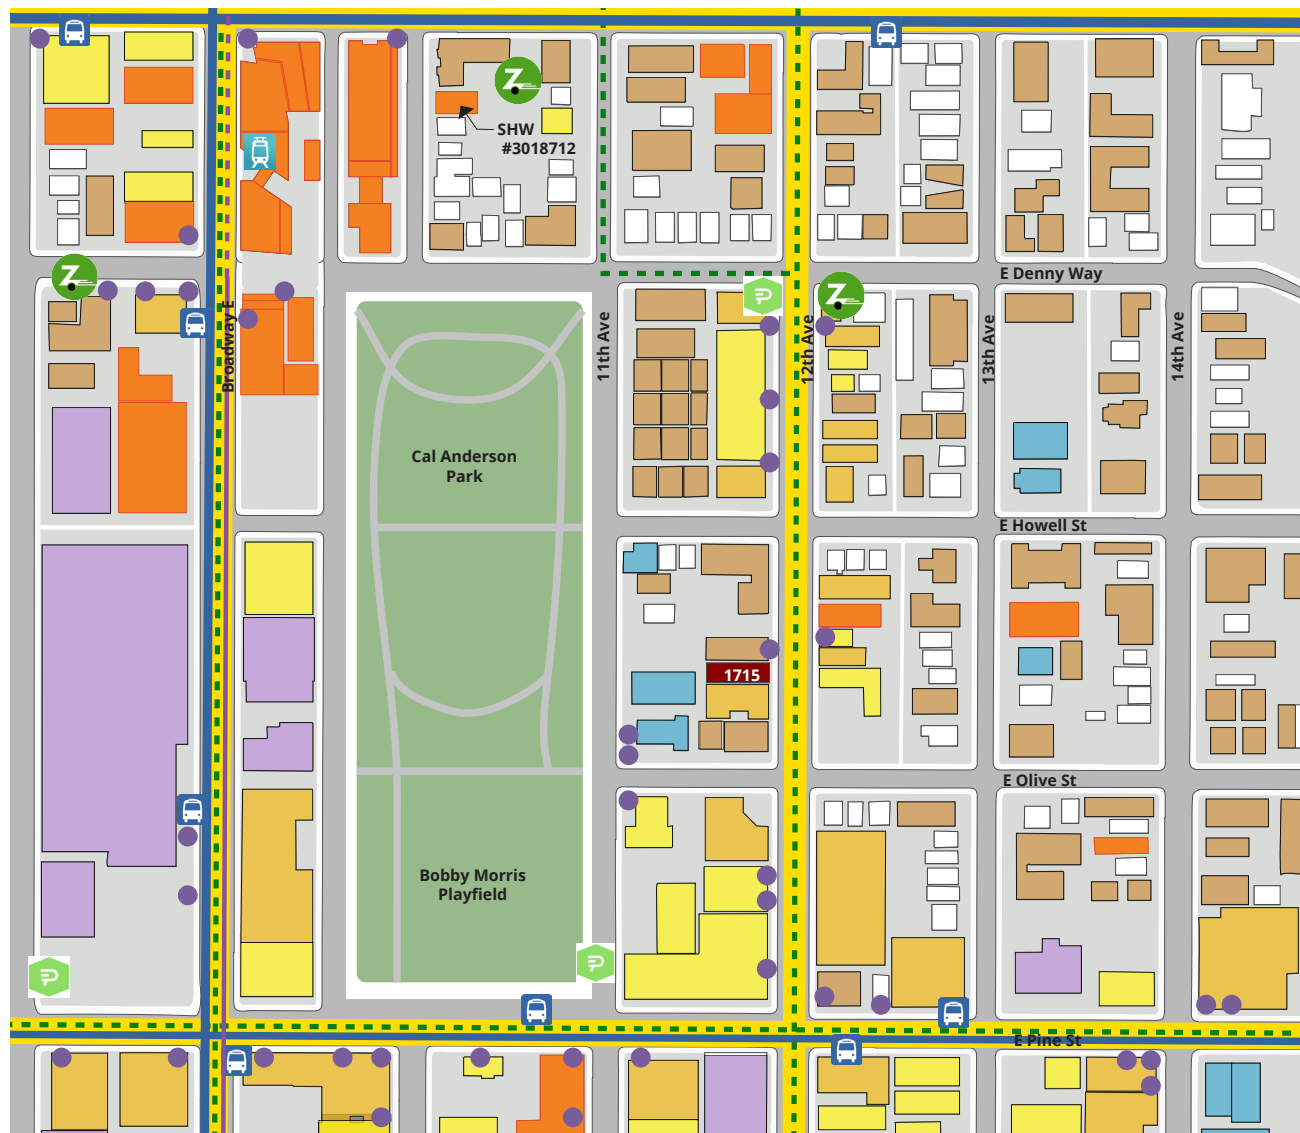 SHW
#3018712
E Denny Way
Broadway E
11th Ave
12th Ave
13th Ave
14th Ave
Cal Anderson
Park
E Howell St
1715
E Olive St
Bobby Morris
Playfield
E Pine St